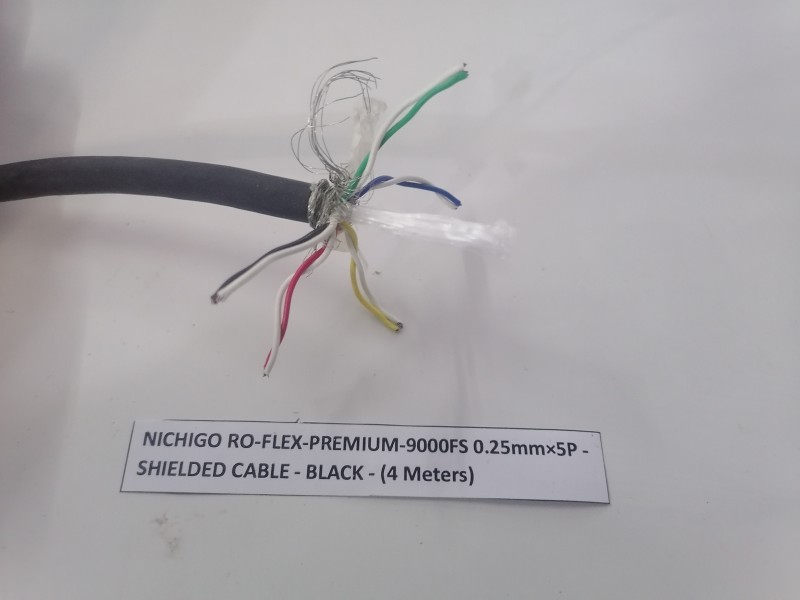 NICHIGO RO-FLEX-PREMIUM-9000FS 0.25mm×5P -
SHIELDED CABLE - BLACK - (4 Meters)